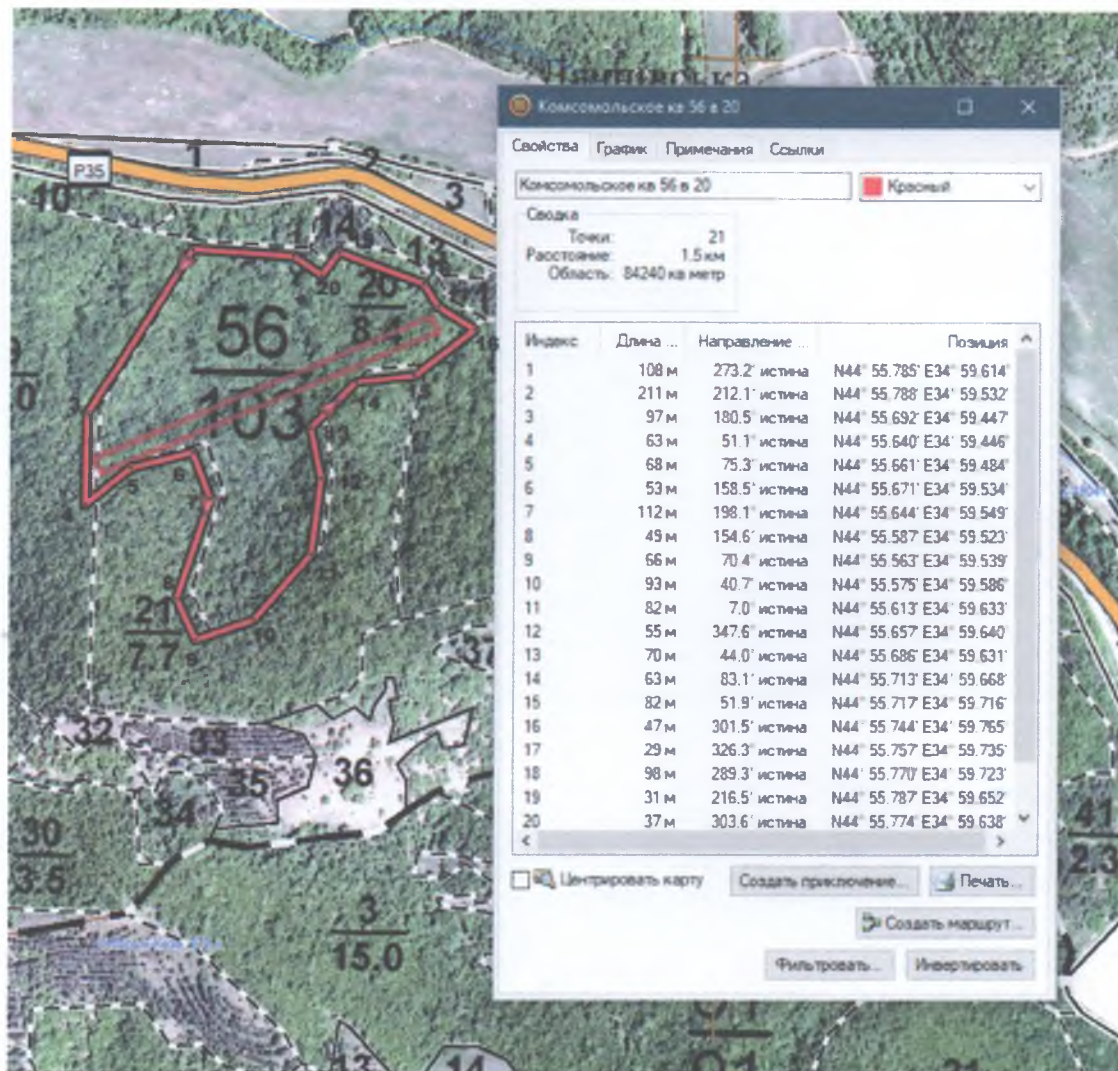 Комсомольское кв 56 в 20
Свойства График Примечания Ссылки
Комсомольское кв 56 в 20 Красный
Сводка
Точки: 21
Расстояние: 1.5 км
Область: 84240 кв метр
Индекс Длина ... Направление ... Позиция
1 108 м 273.2° истина N44° 55.785' E34° 59.614'
2 211 м 212.1° истина N44° 55.788' E34° 59.532'
3 97 м 180.5° истина N44° 55.692' E34° 59.447'
4 63 м 51.1° истина N44° 55.640' E34° 59.446'
5 68 м 75.3° истина N44° 55.661' E34° 59.484'
6 53 м 158.5° истина N44° 55.671' E34° 59.534'
7 112 м 198.1° истина N44° 55.644' E34° 59.549'
8 49 м 154.6° истина N44° 55.587' E34° 59.523'
9 66 м 70.4° истина N44° 55.563' E34° 59.539'
10 93 м 40.7° истина N44° 55.575' E34° 59.586'
11 82 м 7.0° истина N44° 55.613' E34° 59.633'
12 55 м 347.6° истина N44° 55.657' E34° 59.640'
13 70 м 44.0° истина N44° 55.686' E34° 59.631'
14 63 м 83.1° истина N44° 55.713' E34° 59.668'
15 82 м 51.9° истина N44° 55.717' E34° 59.716'
16 47 м 301.5° истина N44° 55.744' E34° 59.765'
17 29 м 326.3° истина N44° 55.757' E34° 59.735'
18 98 м 289.3° истина N44° 55.770' E34° 59.723'
19 31 м 216.5° истина N44° 55.787' E34° 59.652'
20 37 м 303.6° истина N44° 55.774' E34° 59.638'
Центрировать карту Создать приключение... Печать...
Создать маршрут...
Фильтровать... Инвертировать
P35
1
2
3
10
14
13
20
56
103
20
14
6
7
9
21
7.7
32
33
35
36
34
30
3.5
3
15.0
41
2.3
13
14